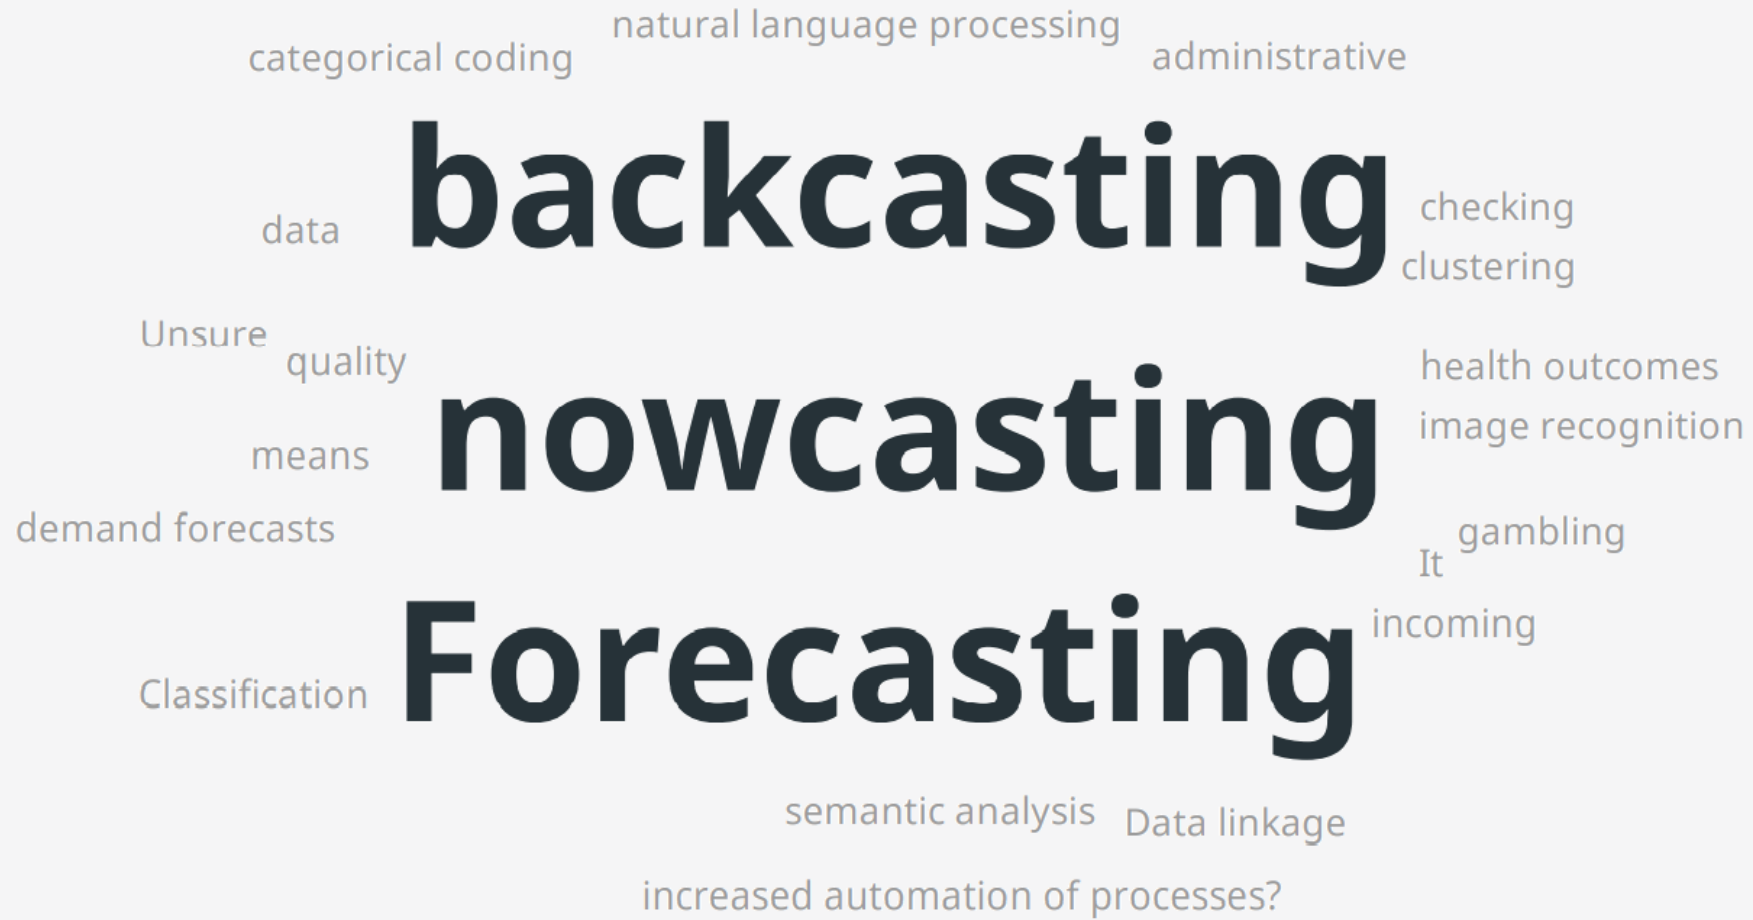 natural language processing
categorical coding
administrative
backcasting
checking
data
clustering
Unsure
quality
nowcasting
health outcomes
image recognition
means
demand forecasts
gambling
It
Forecasting
incoming
Classification
semantic analysis
Data linkage
increased automation of processes?